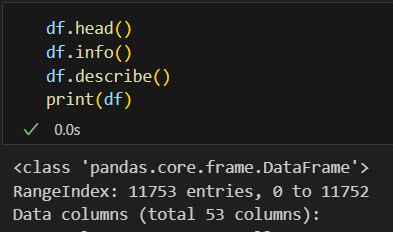 df.head()
df.info()
df.describe()
print(df)
0.0s
<class 'pandas.core.frame.DataFrame'>
RangeIndex: 11753 entries, 0 to 11752
Data columns (total 53 columns):